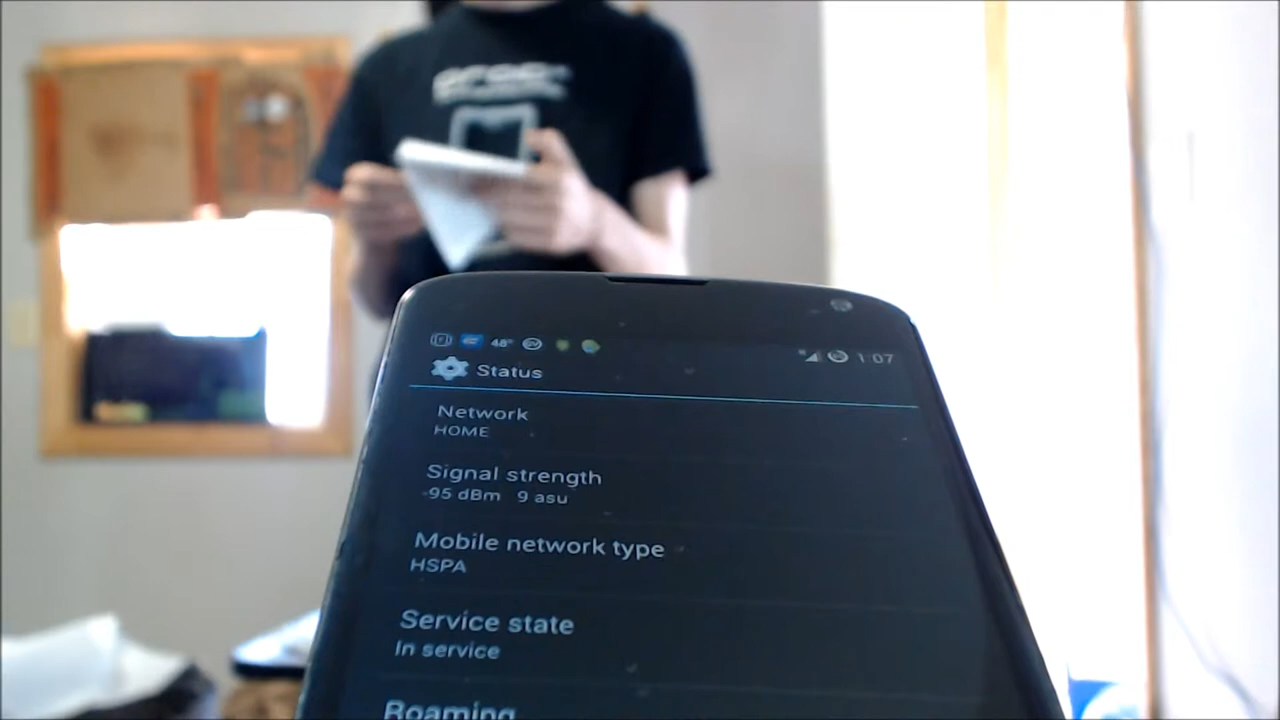 48° 1:07
Status
Network
HOME
Signal strength
-95 dBm 9 asu
Mobile network type
HSPA
Service state
In service
Roaming